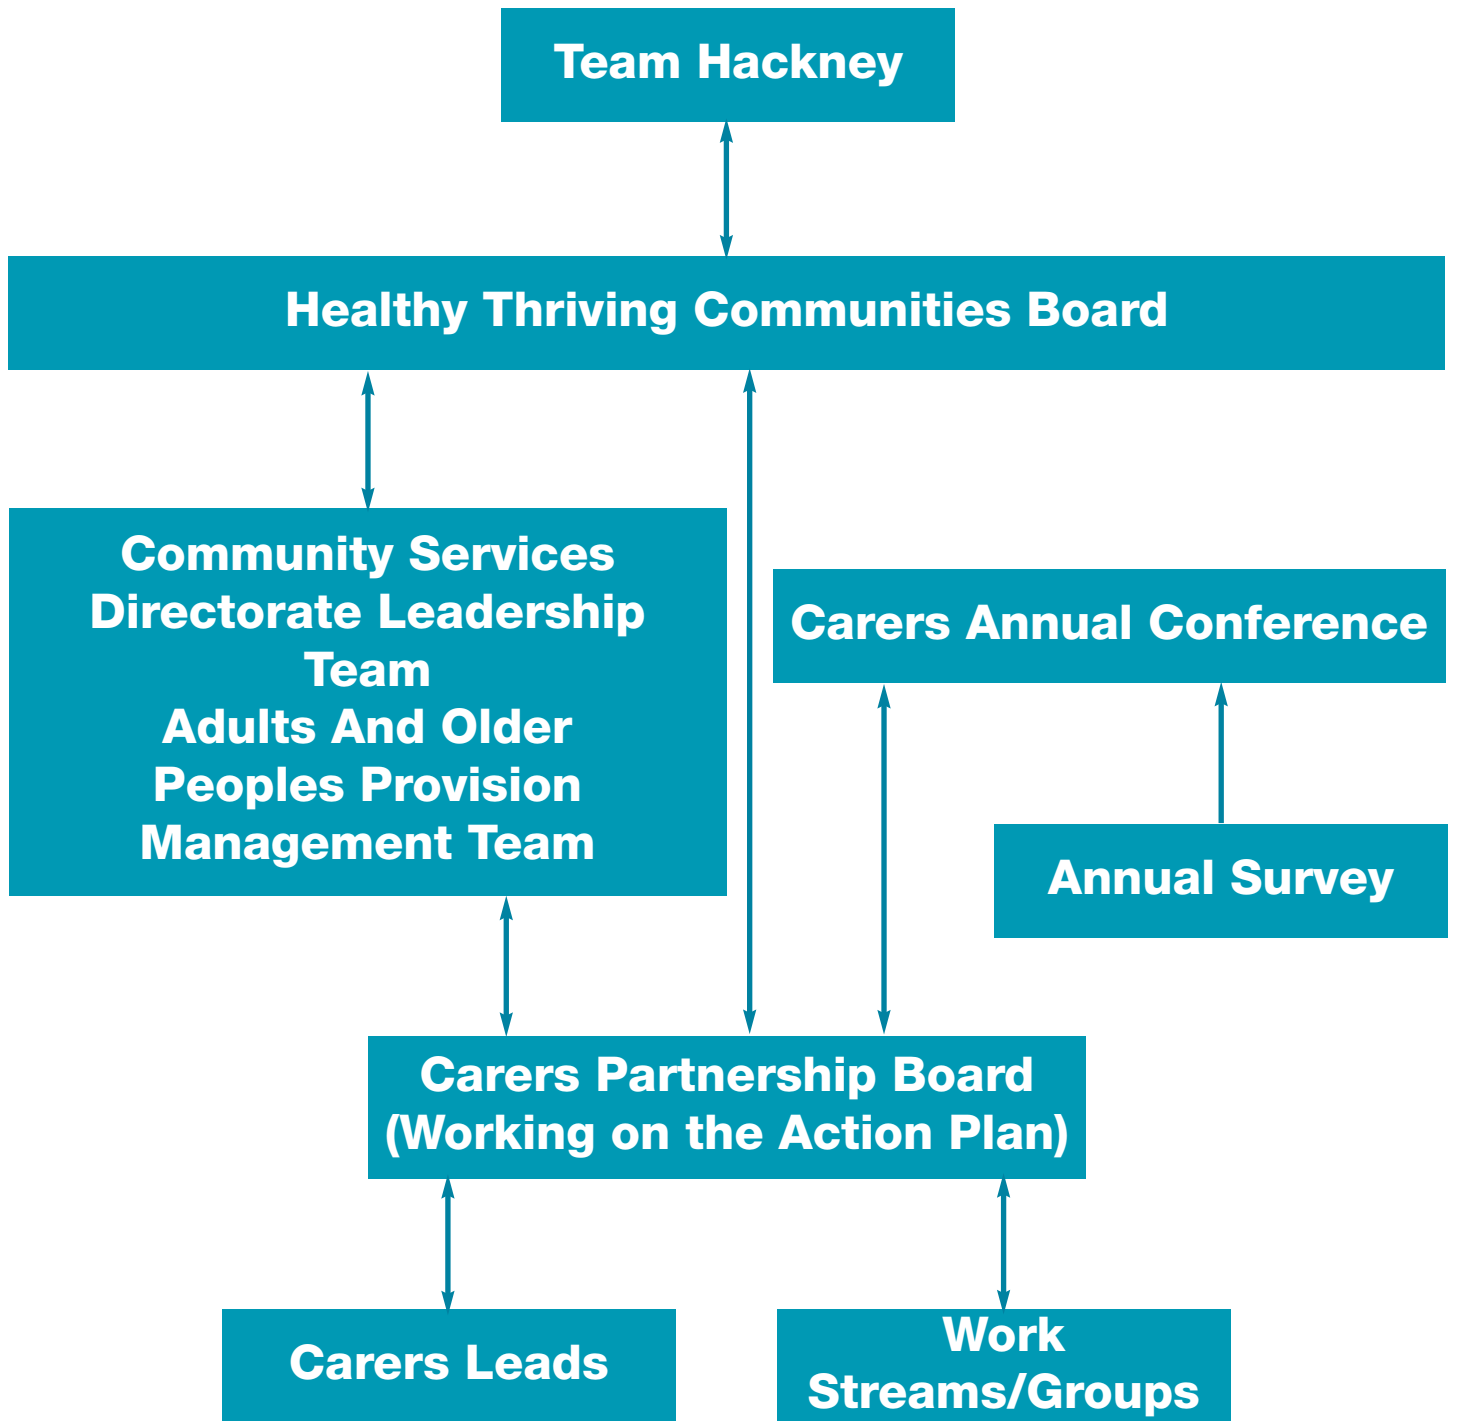 Team Hackney
Healthy Thriving Communities Board
Community Services
Directorate Leadership
Team
Adults And Older
Peoples Provision
Management Team
Carers Annual Conference
Annual Survey
Carers Partnership Board
(Working on the Action Plan)
Carers Leads
Work
Streams/Groups